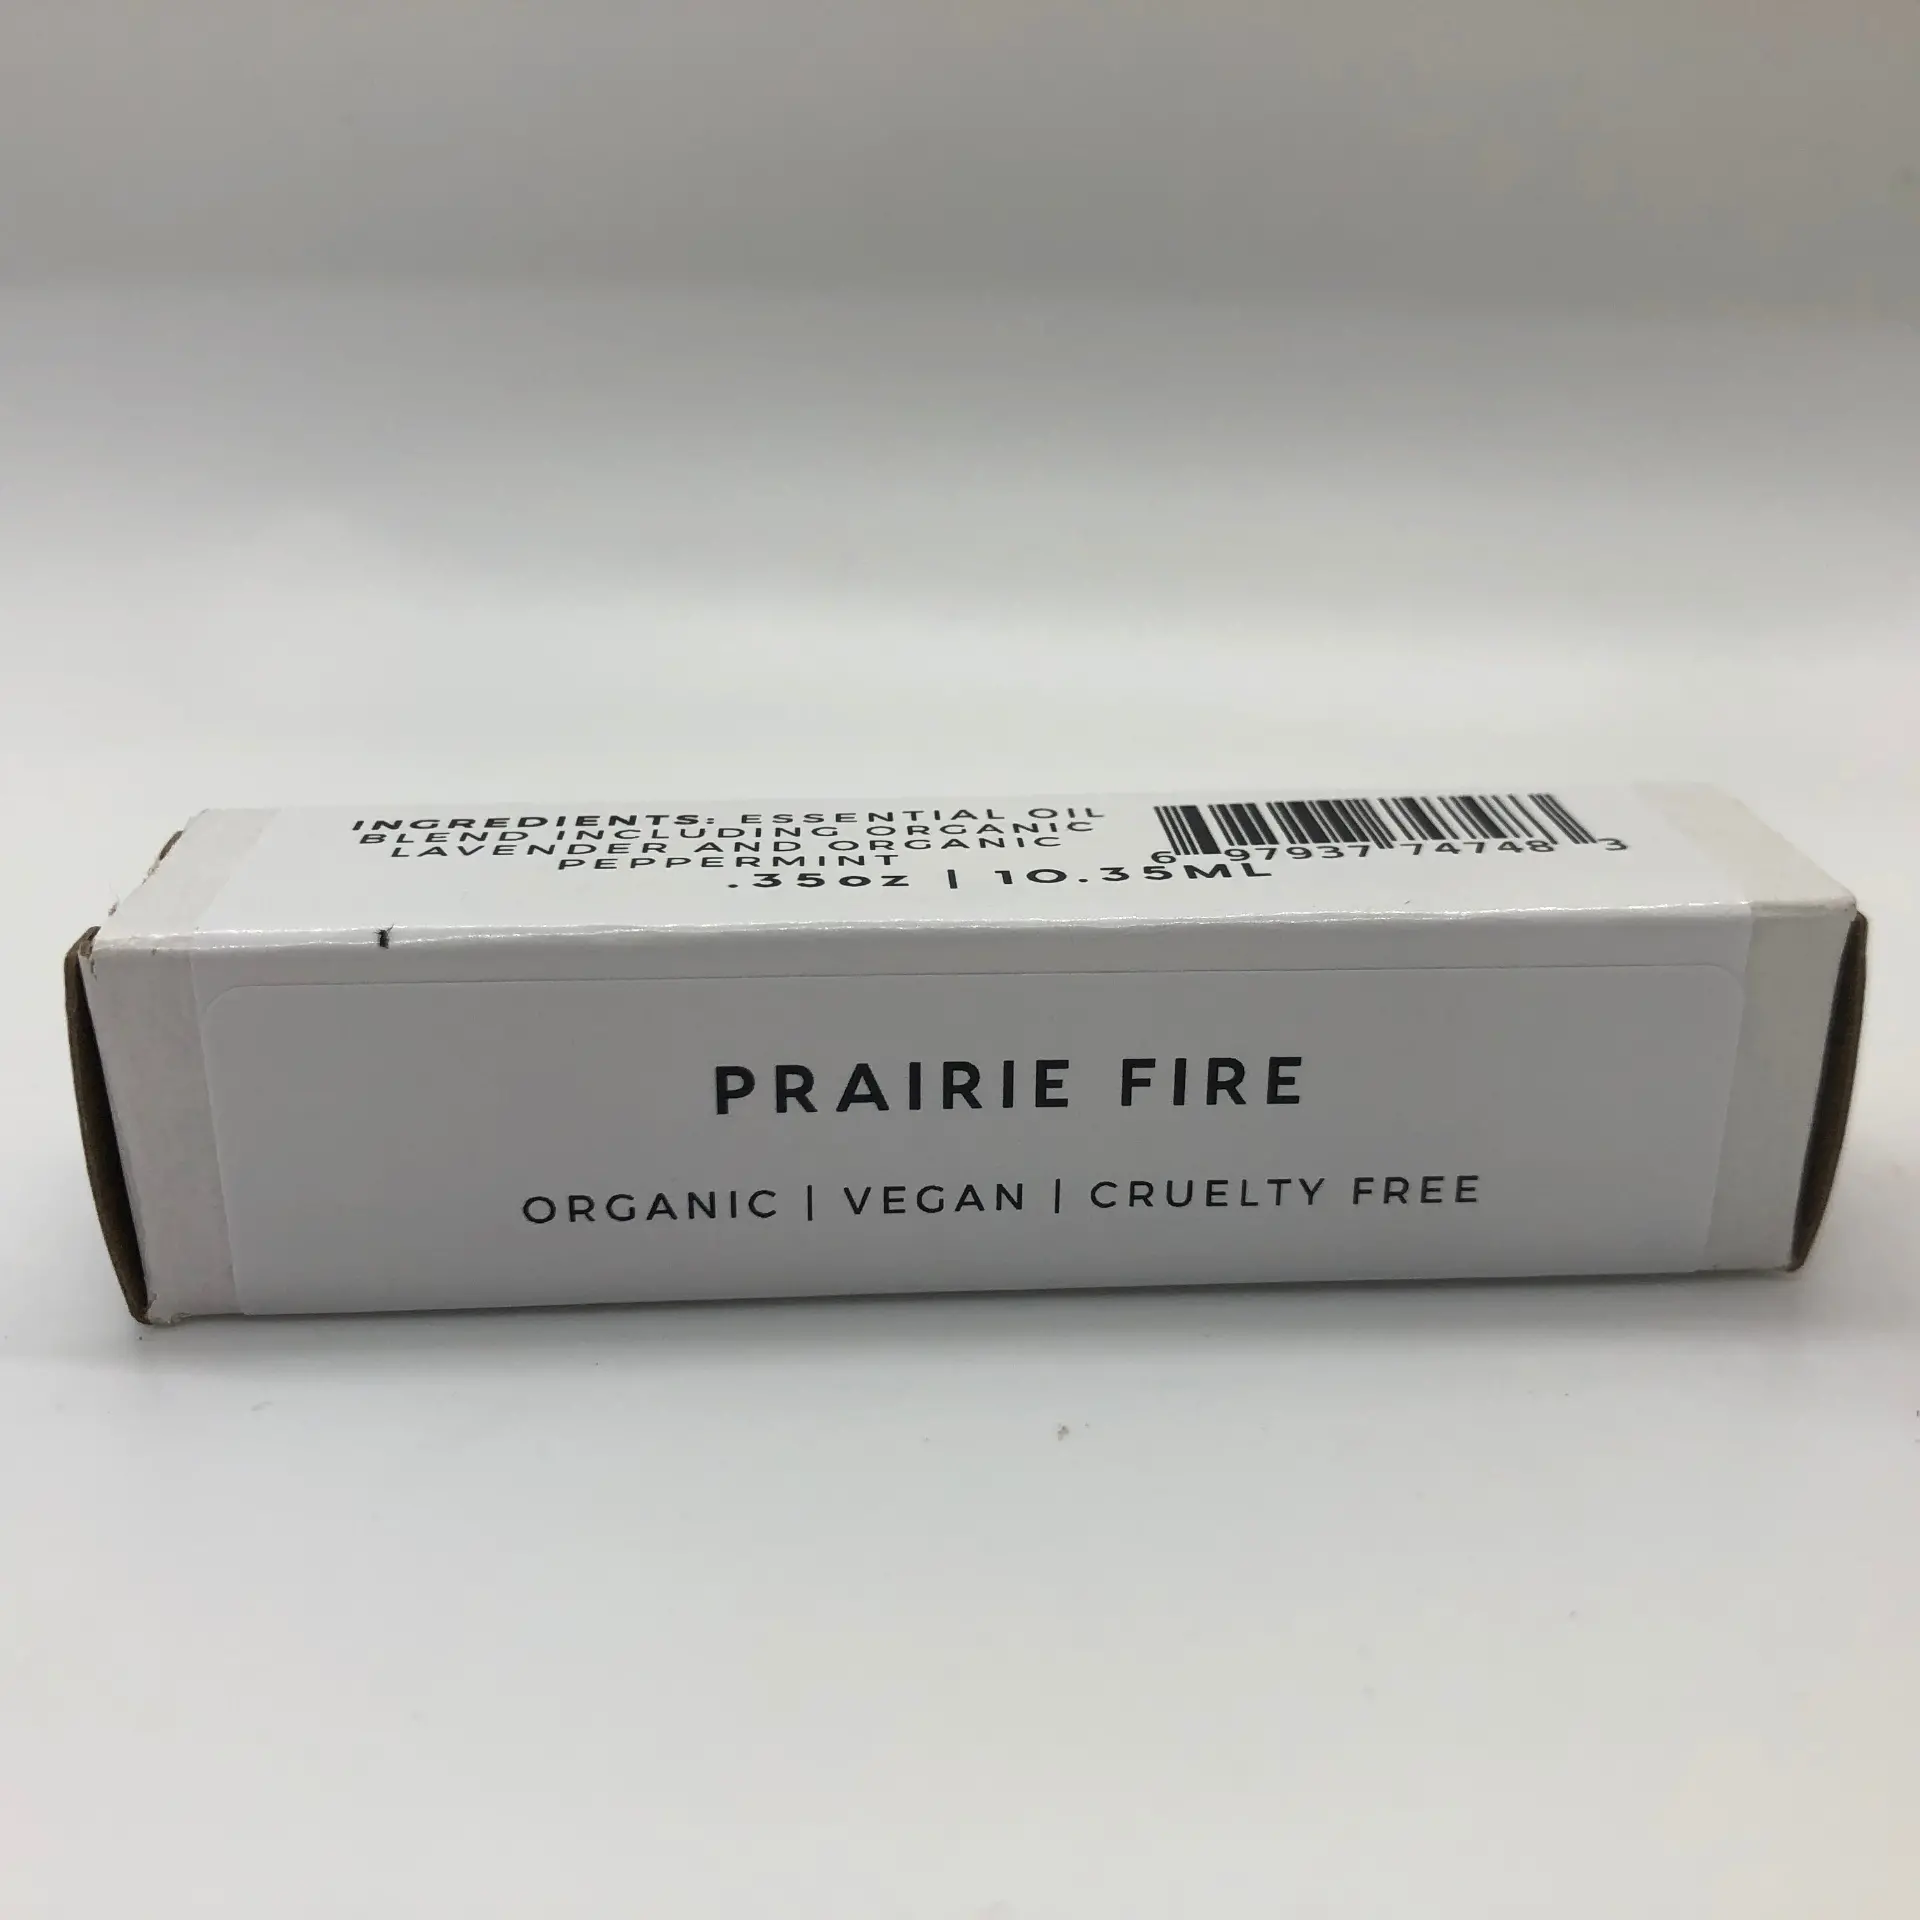 INGREDIENTS: ESSENTIAL OIL
BLEND INCLUDING ORGANIC
LAVENDER AND ORGANIC
PEPPERMINT
.35oz | 10.35ML
6 97937 74748 3
PRAIRIE FIRE
ORGANIC | VEGAN | CRUELTY FREE